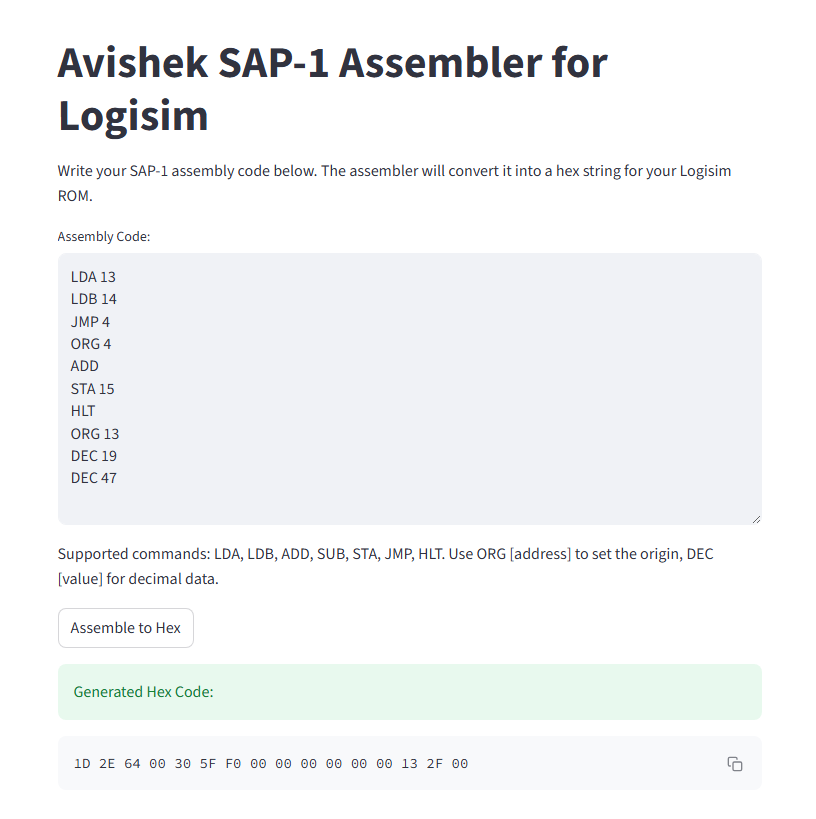 Avishek SAP-1 Assembler for
Logisim
Write your SAP-1 assembly code below. The assembler will convert it into a hex string for your Logisim
ROM.
Assembly Code:
LDA 13
LDB 14
JMP 4
ORG 4
ADD
STA 15
HLT
ORG 13
DEC 19
DEC 47
Supported commands: LDA, LDB, ADD, SUB, STA, JMP, HLT. Use ORG [address] to set the origin, DEC
[value] for decimal data.
Assemble to Hex
Generated Hex Code:
1D 2E 64 00 30 5F F0 00 00 00 00 00 00 13 2F 00